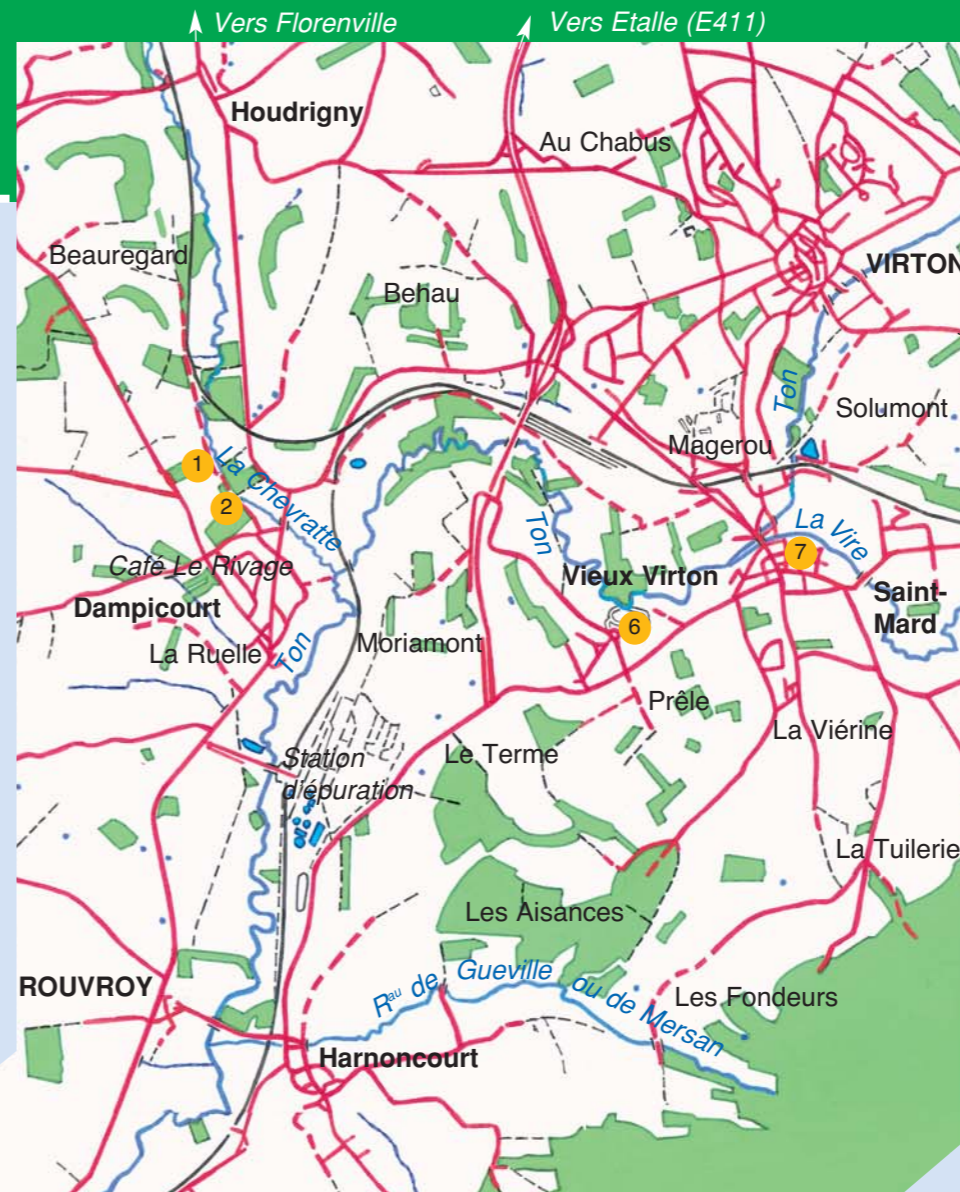 Vers Florenville
Vers Etalle (E411)
Houdrigny
Au Chabus
Beauregard
VIRTON
Behau
Ton
Solumont
Magerou
1
La Chevratte
2
Ton
La Vire
7
Café Le Rivage
Vieux Virton
Dampicourt
Saint-
Mard
6
La Ruelle
Ton
Moriamont
Prêle
La Viérine
Le Terme
Station
d'épuration
La Tuilerie
Les Aisances
Rau de Gueville ou de Mersan
ROUVROY
Les Fondeurs
Harnoncourt